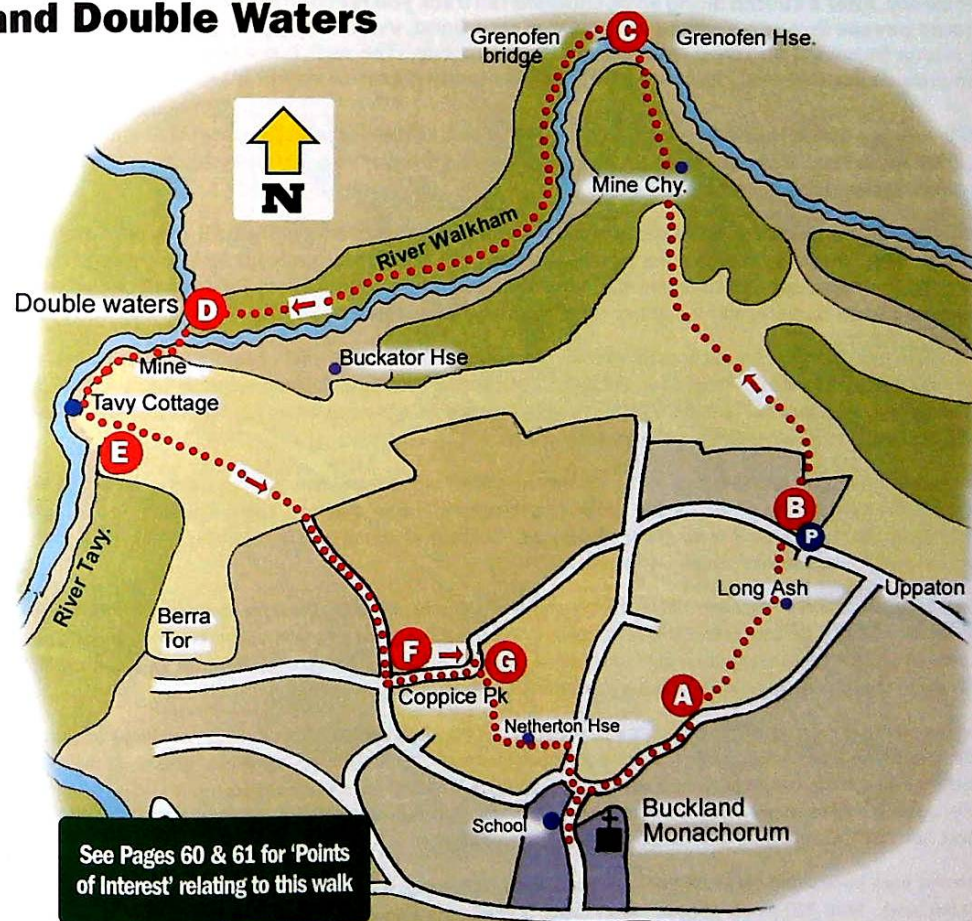 and Double Waters
Grenofen
bridge
C
Grenofen Hse.
N
Mine Chy.
River Walkham
Double waters
D
Mine
Buckator Hse
Tavy Cottage
E
B
P
River Tavy.
Long Ash
Uppaton
Berra
Tor
F
G
A
Coppice Pk
Netherton Hse
School
Buckland
Monachorum
See Pages 60 & 61 for 'Points
of Interest' relating to this walk